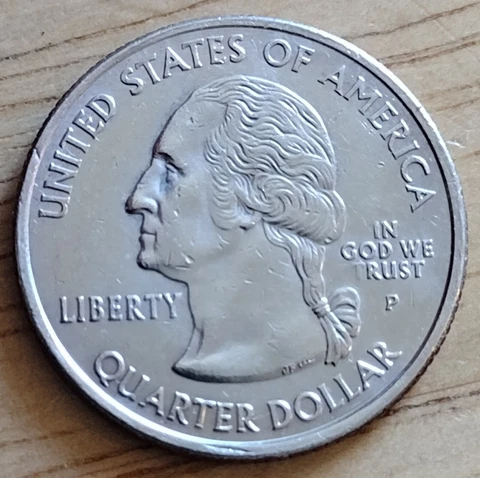 UNITED STATES OF AMERICA
LIBERTY
IN
GOD WE
TRUST
P
QUARTER DOLLAR